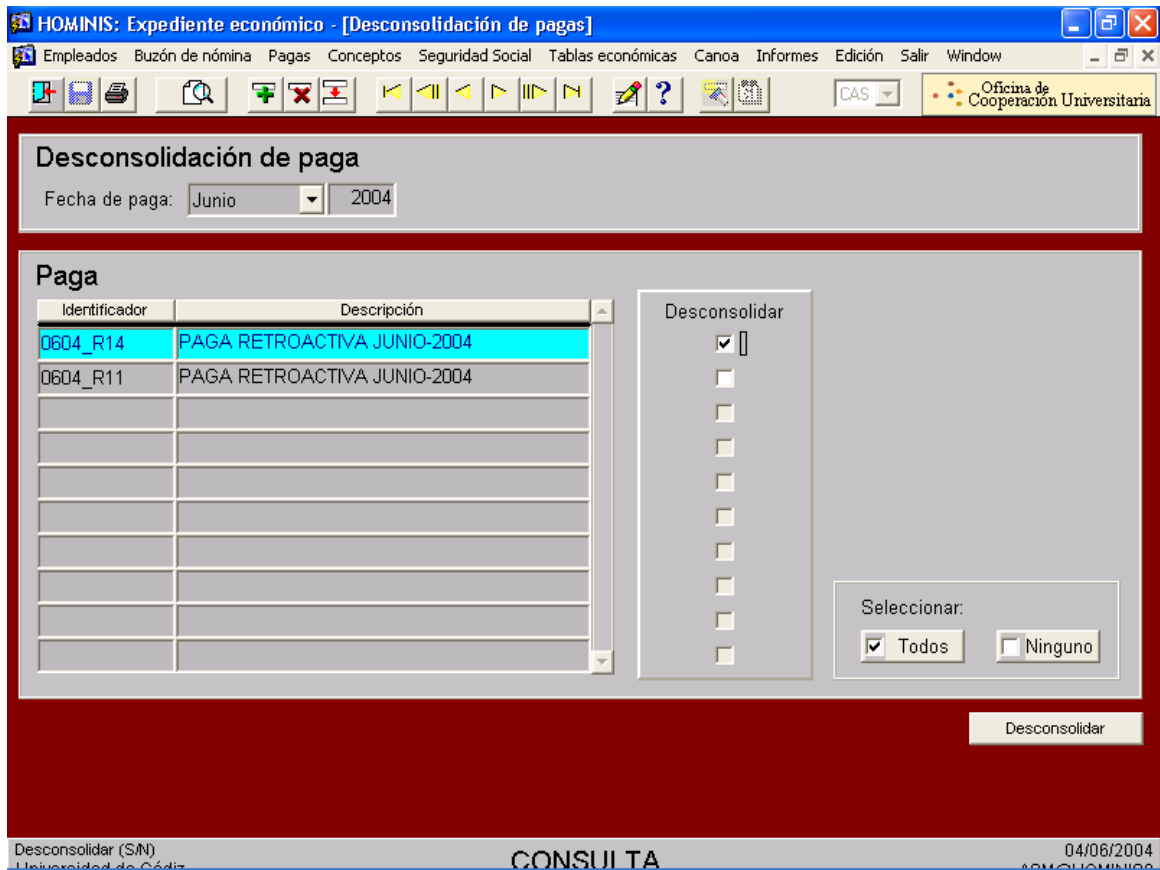 HOMINIS: Expediente económico - [Desconsolidación de pagas]
Empleados Buzón de nómina Pagas Conceptos Seguridad Social Tablas económicas Canoa Informes Edición Salir Window
CAS
Oficina de
Cooperación Universitaria
Desconsolidación de paga
Fecha de paga: Junio 2004
Paga
Identificador Descripción Desconsolidar
0604_R14 PAGA RETROACTIVA JUNIO-2004
0604_R11 PAGA RETROACTIVA JUNIO-2004
Seleccionar:
Todos Ninguno
Desconsolidar
Desconsolidar (S/N) 04/06/2004
Universidad de Cádiz CONSULTA